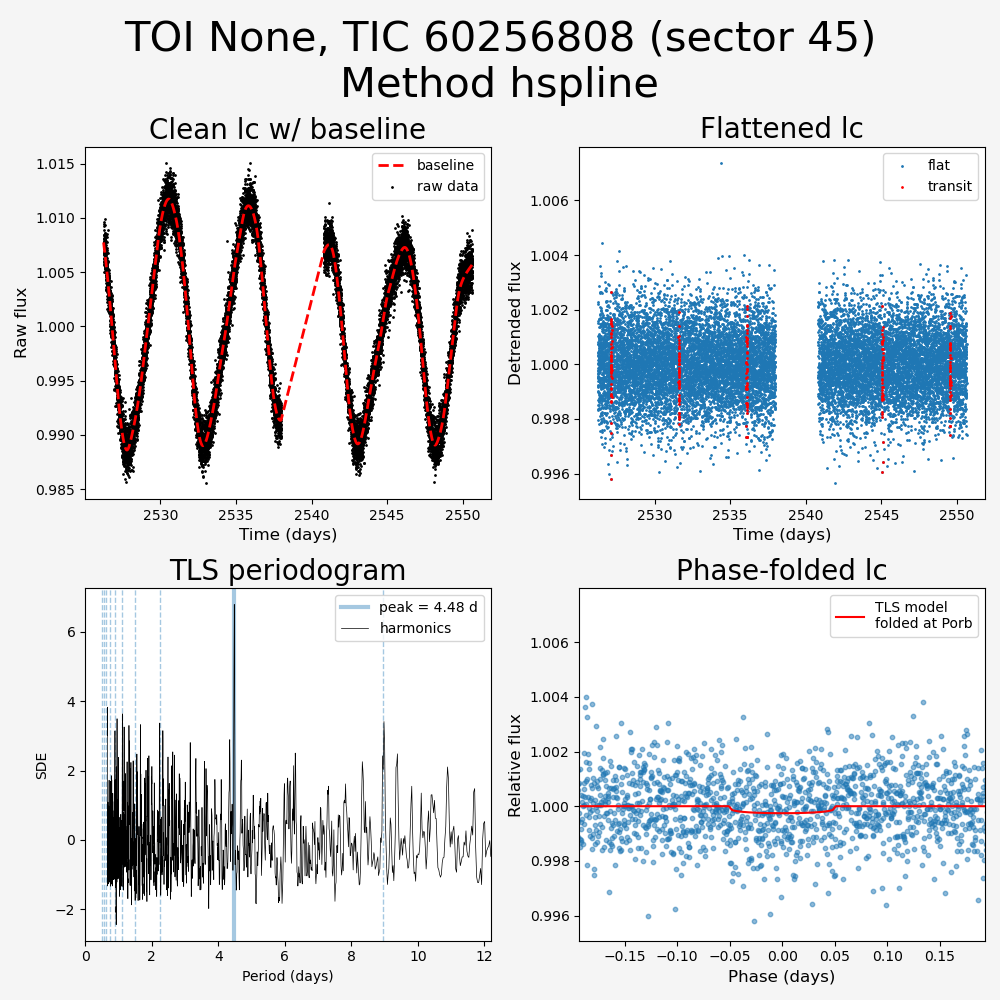 TOI None, TIC 60256808 (sector 45)
Method hspline
Clean lc w/ baseline
Flattened lc
baseline
raw data
flat
transit
1.015
1.010
1.005
1.000
0.995
0.990
0.985
Raw flux
2530 2535 2540 2545 2550
Time (days)
1.006
1.004
1.002
1.000
0.998
0.996
Detrended flux
2530 2535 2540 2545 2550
Time (days)
TLS periodogram
Phase-folded lc
peak = 4.48 d
harmonics
6
4
2
0
−2
SDE
0 2 4 6 8 10 12
Period (days)
TLS model
folded at Porb
1.006
1.004
1.002
1.000
0.998
0.996
Relative flux
−0.15 −0.10 −0.05 0.00 0.05 0.10 0.15
Phase (days)